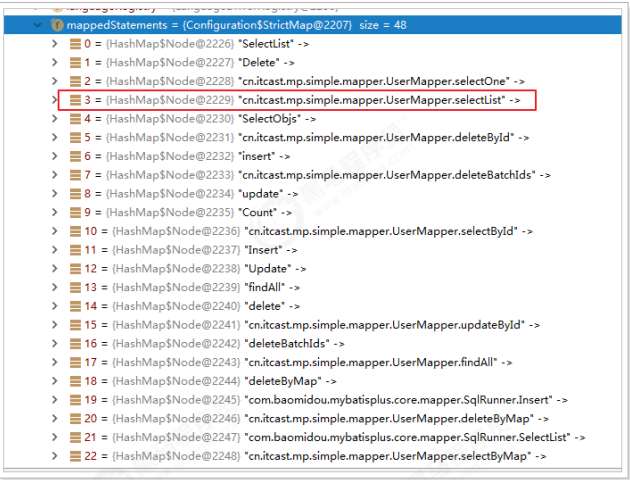 mappedStatements = {Configuration$StrictMap@2207} size = 48
0 = {HashMap$Node@2226} "SelectList" ->
1 = {HashMap$Node@2227} "Delete" ->
2 = {HashMap$Node@2228} "cn.itcast.mp.simple.mapper.UserMapper.selectOne" ->
3 = {HashMap$Node@2229} "cn.itcast.mp.simple.mapper.UserMapper.selectList" ->
4 = {HashMap$Node@2230} "SelectObjs" ->
5 = {HashMap$Node@2231} "cn.itcast.mp.simple.mapper.UserMapper.deleteById" ->
6 = {HashMap$Node@2232} "insert" ->
7 = {HashMap$Node@2233} "cn.itcast.mp.simple.mapper.UserMapper.deleteBatchIds" ->
8 = {HashMap$Node@2234} "update" ->
9 = {HashMap$Node@2235} "Count" ->
10 = {HashMap$Node@2236} "cn.itcast.mp.simple.mapper.UserMapper.selectById" ->
11 = {HashMap$Node@2237} "Insert" ->
12 = {HashMap$Node@2238} "Update" ->
13 = {HashMap$Node@2239} "findAll" ->
14 = {HashMap$Node@2240} "delete" ->
15 = {HashMap$Node@2241} "cn.itcast.mp.simple.mapper.UserMapper.updateById" ->
16 = {HashMap$Node@2242} "deleteBatchIds" ->
17 = {HashMap$Node@2243} "cn.itcast.mp.simple.mapper.UserMapper.findAll" ->
18 = {HashMap$Node@2244} "deleteByMap" ->
19 = {HashMap$Node@2245} "com.baomidou.mybatisplus.core.mapper.SqlRunner.Insert" ->
20 = {HashMap$Node@2246} "cn.itcast.mp.simple.mapper.UserMapper.deleteByMap" ->
21 = {HashMap$Node@2247} "com.baomidou.mybatisplus.core.mapper.SqlRunner.SelectList" ->
22 = {HashMap$Node@2248} "cn.itcast.mp.simple.mapper.UserMapper.selectByMap" ->